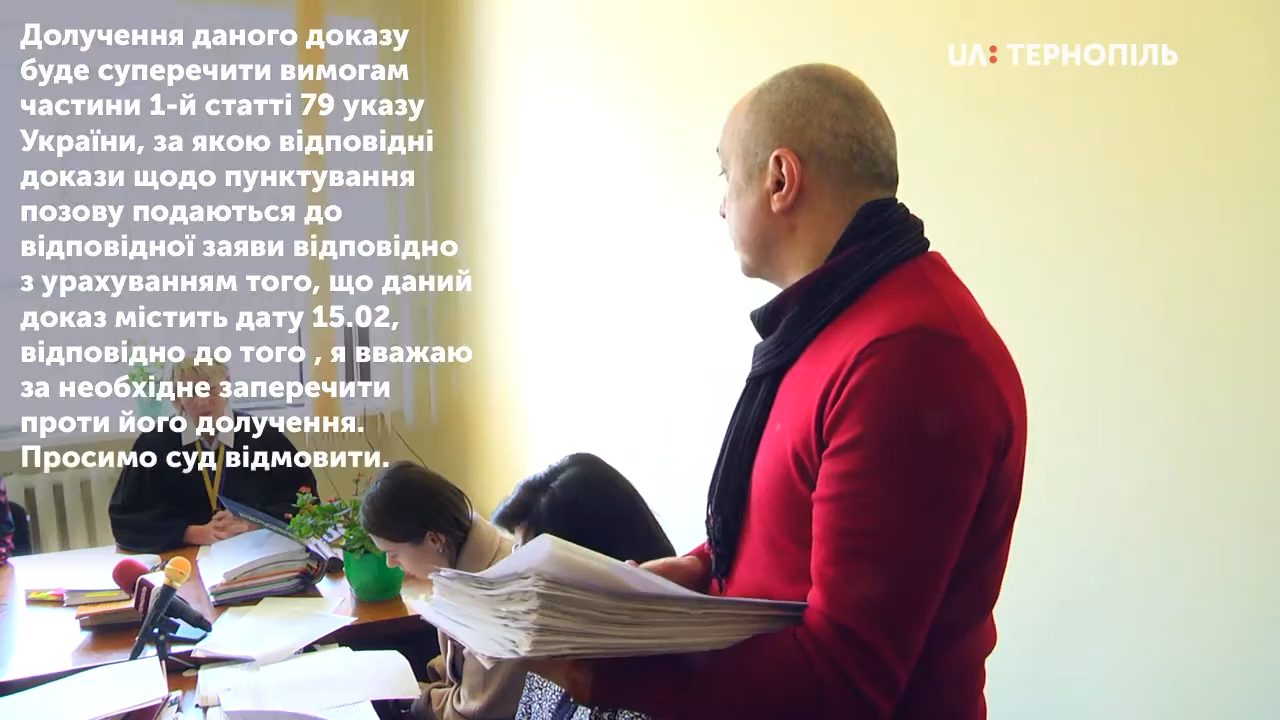 Долучення даного доказу
буде суперечити вимогам
частини 1-й статті 79 указу
України, за якою відповідні
докази щодо пунктування
позову подаються до
відповідної заяви відповідно
з урахуванням того, що даний
доказ містить дату 15.02,
відповідно до того , я вважаю
за необхідне заперечити
проти його долучення.
Просимо суд відмовити.
UA: ТЕРНОПІЛЬ